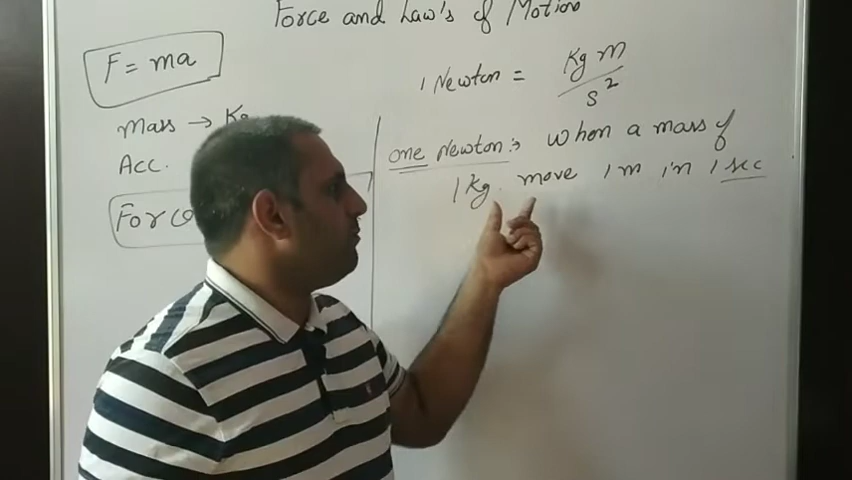 Force and Law's of Motion
F = ma
Mass → Kg
Acc.
Force
1 Newton = Kg m
s²
one Newton :- When a mass of
1 Kg. move 1m in 1 sec